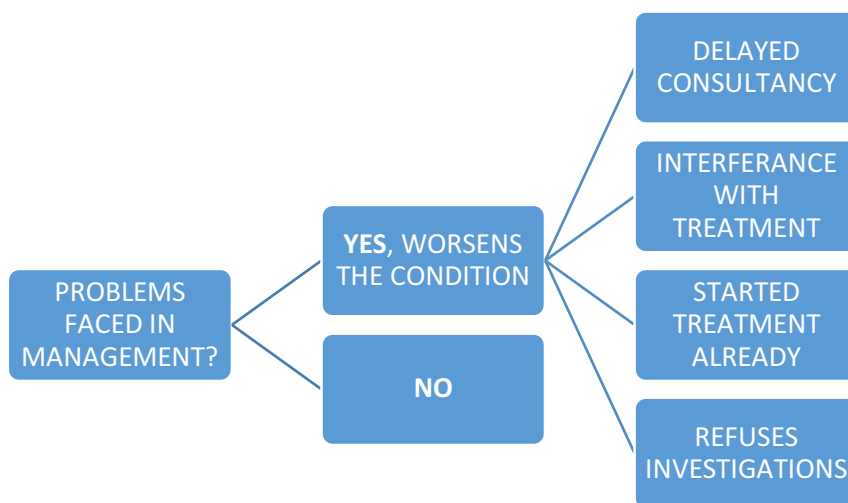 PROBLEMS
FACED IN
MANAGEMENT?
YES, WORSENS
THE CONDITION
NO
DELAYED
CONSULTANCY
INTERFERANCE
WITH
TREATMENT
STARTED
TREATMENT
ALREADY
REFUSES
INVESTIGATIONS